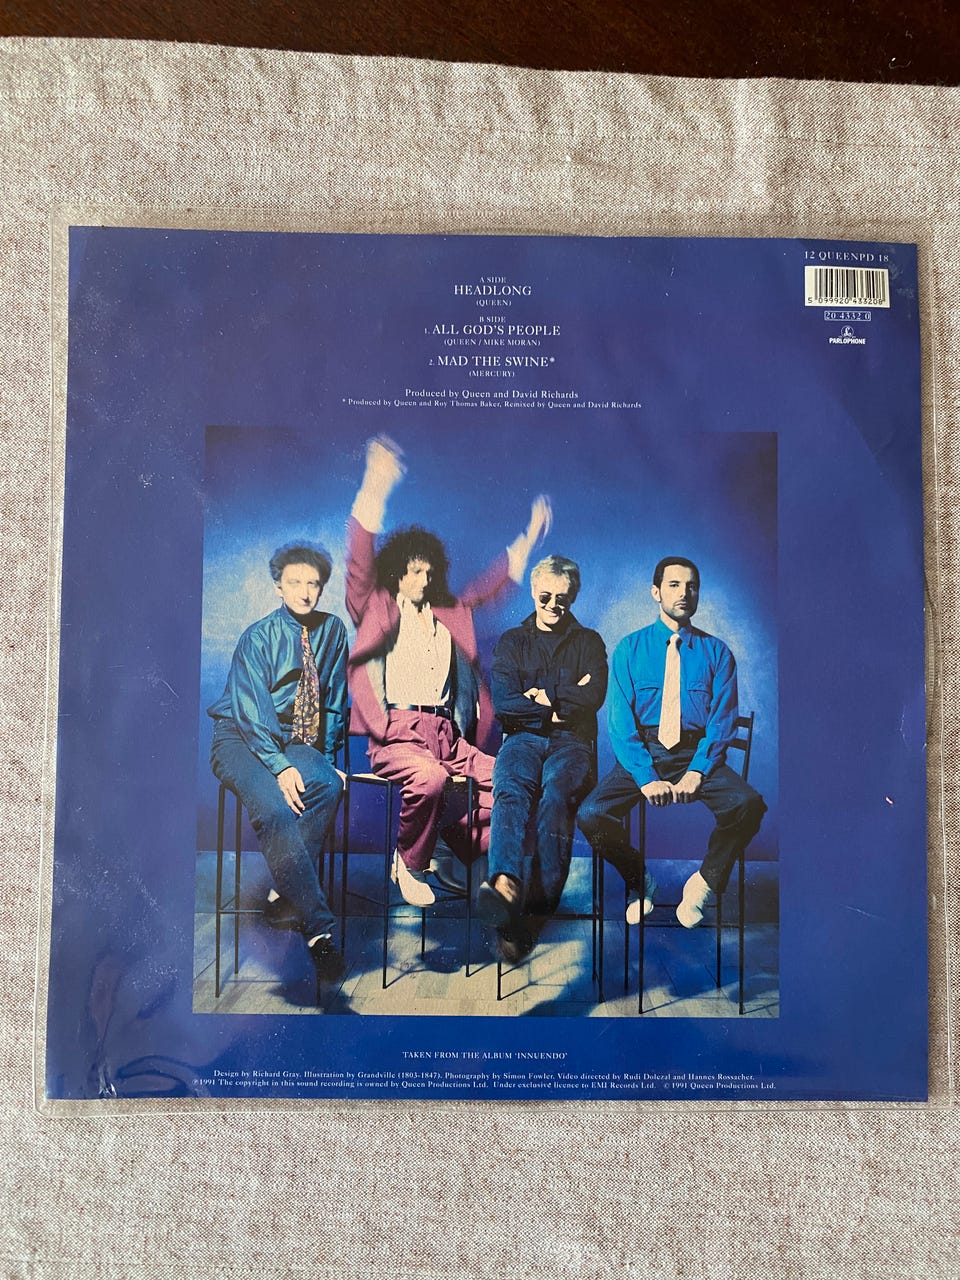 12 QUEENPD 18
5 099920 433208
20 4332 0
PARLOPHONE
A SIDE
HEADLONG
(QUEEN)
B SIDE
1. ALL GOD'S PEOPLE
(QUEEN / MIKE MORAN)
2. MAD THE SWINE*
(MERCURY)
Produced by Queen and David Richards
* Produced by Queen and Roy Thomas Baker, Remixed by Queen and David Richards
TAKEN FROM THE ALBUM 'INNUENDO'
Design by Richard Gray. Illustration by Grandville (1803-1847). Photography by Simon Fowler. Video directed by Rudi Dolezal and Hannes Rossacher.
℗1991 The copyright in this sound recording is owned by Queen Productions Ltd. Under exclusive licence to EMI Records Ltd. © 1991 Queen Productions Ltd.